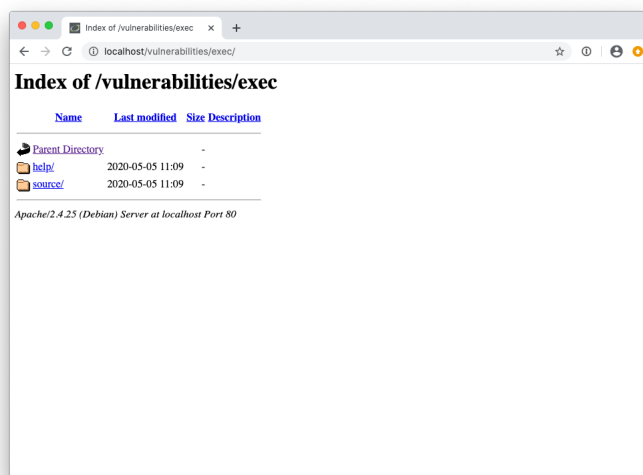 Index of /vulnerabilities/exec
localhost/vulnerabilities/exec/
Index of /vulnerabilities/exec
Name Last modified Size Description
Parent Directory -
help/ 2020-05-05 11:09 -
source/ 2020-05-05 11:09 -
Apache/2.4.25 (Debian) Server at localhost Port 80